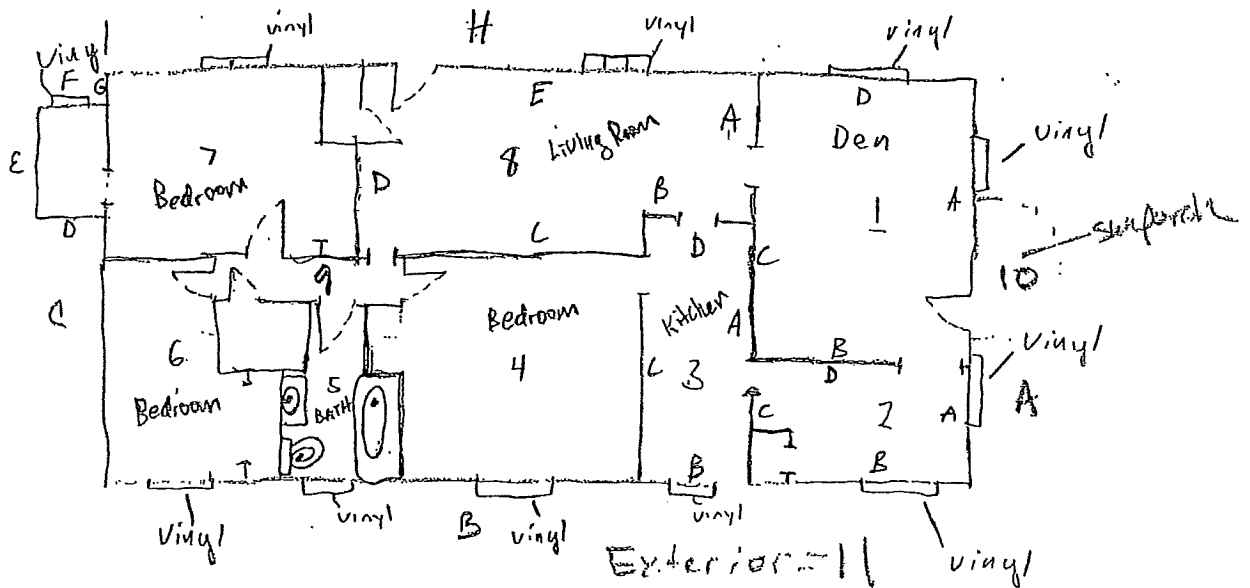 vinyl H vinyl vinyl
Viny
F G E D
A Den vinyl
8 Living Room
E 7
Bedroom D B A
1
D C D C 10
9
C Bedroom Kitchen A
6 4 C 3 B vinyl
D
Bedroom 5 C 2 A A
BATH
B B
vinyl vinyl B vinyl vinyl vinyl
Exterior = 11